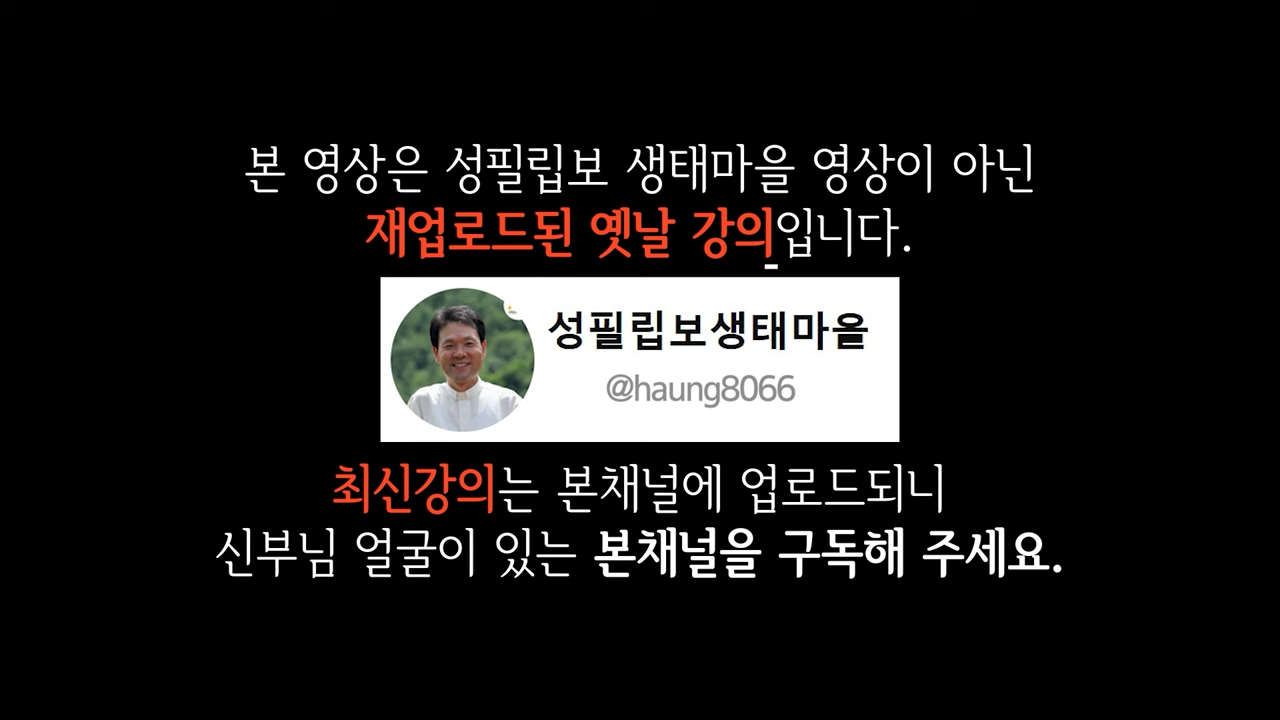 본 영상은 성필립보 생태마을 영상이 아닌
재업로드된 옛날 강의입니다.
성필립보생태마을
@haung8066
최신강의는 본채널에 업로드되니
신부님 얼굴이 있는 본채널을 구독해 주세요.